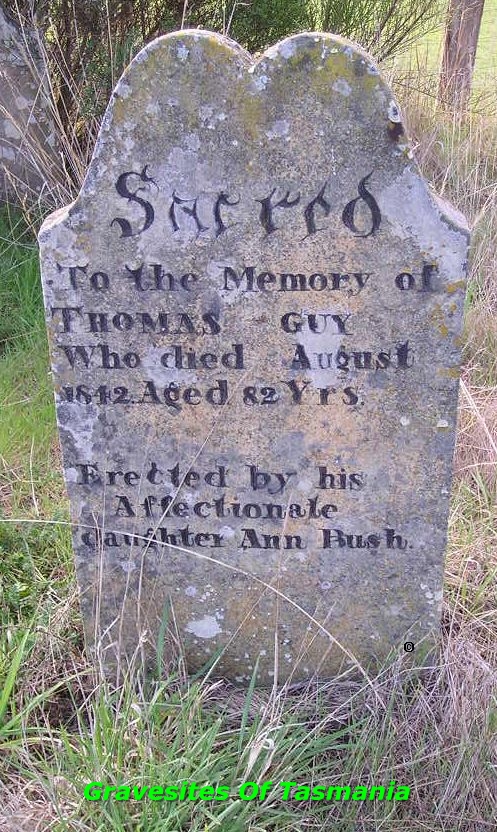 Sacred
To the Memory of
THOMAS GUY
Who died August
1842. Aged 82 Yrs.
Erected by his
Affectionate
daughter Ann Bush.
Gravesites Of Tasmania